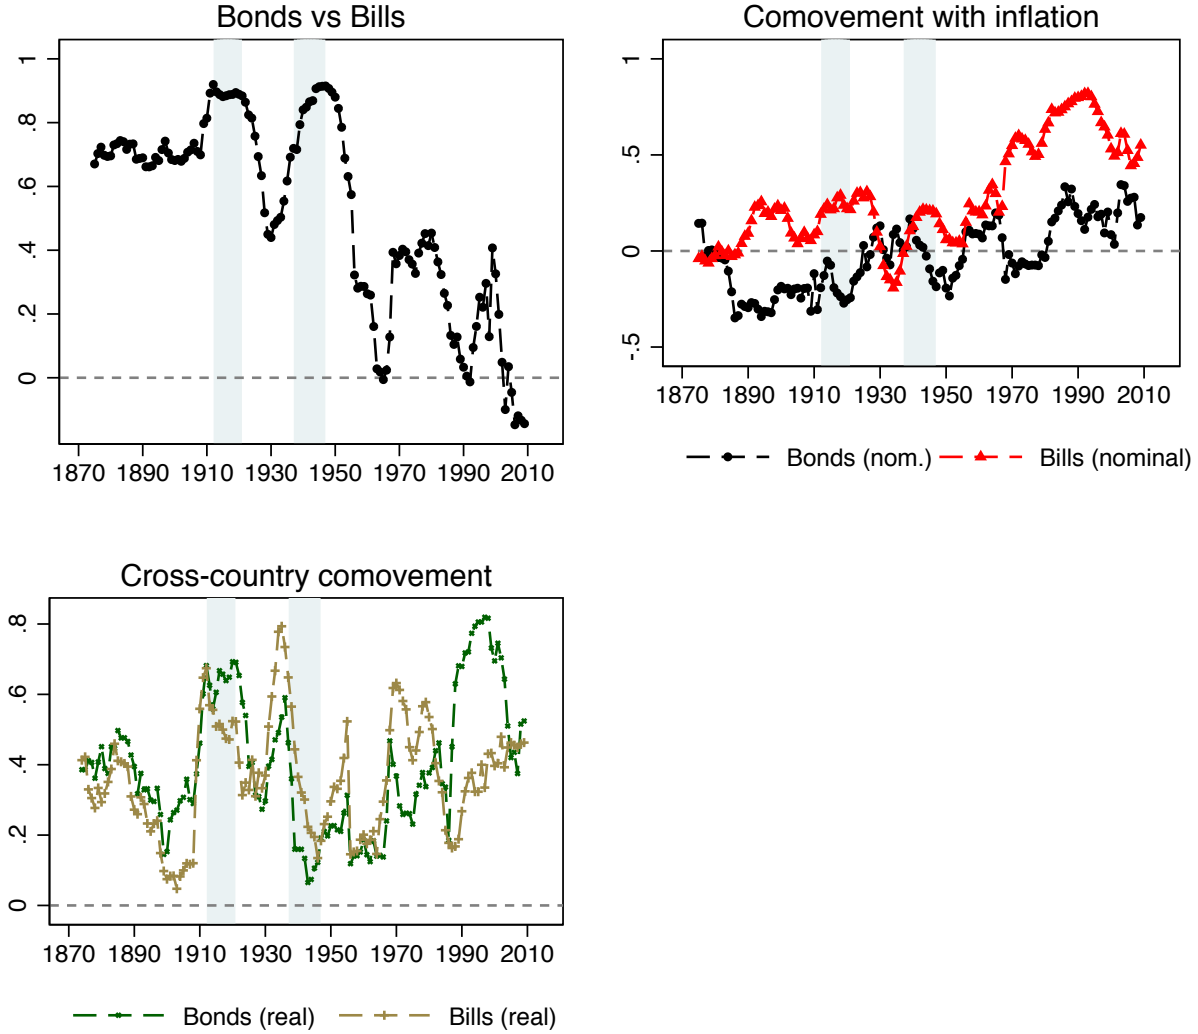 Bonds vs Bills
1
.8
.6
.4
.2
0
1870 1890 1910 1930 1950 1970 1990 2010
Comovement with inflation
1
.5
0
-.5
1870 1890 1910 1930 1950 1970 1990 2010
Bonds (nom.) Bills (nominal)
Cross-country comovement
.8
.6
.4
.2
0
1870 1890 1910 1930 1950 1970 1990 2010
Bonds (real) Bills (real)